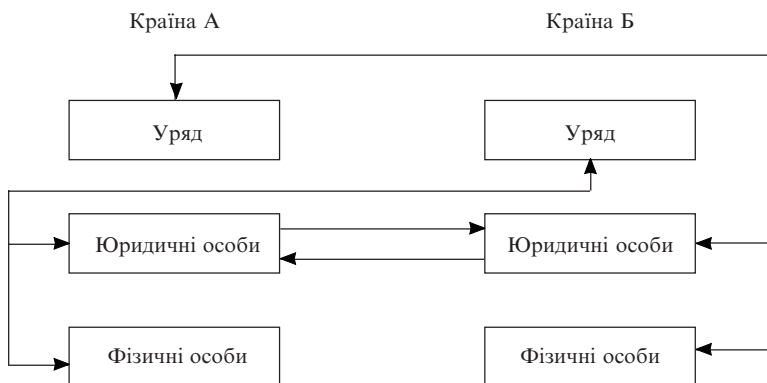 Країна А Країна Б
Уряд Уряд
Юридичні особи Юридичні особи
Фізичні особи Фізичні особи